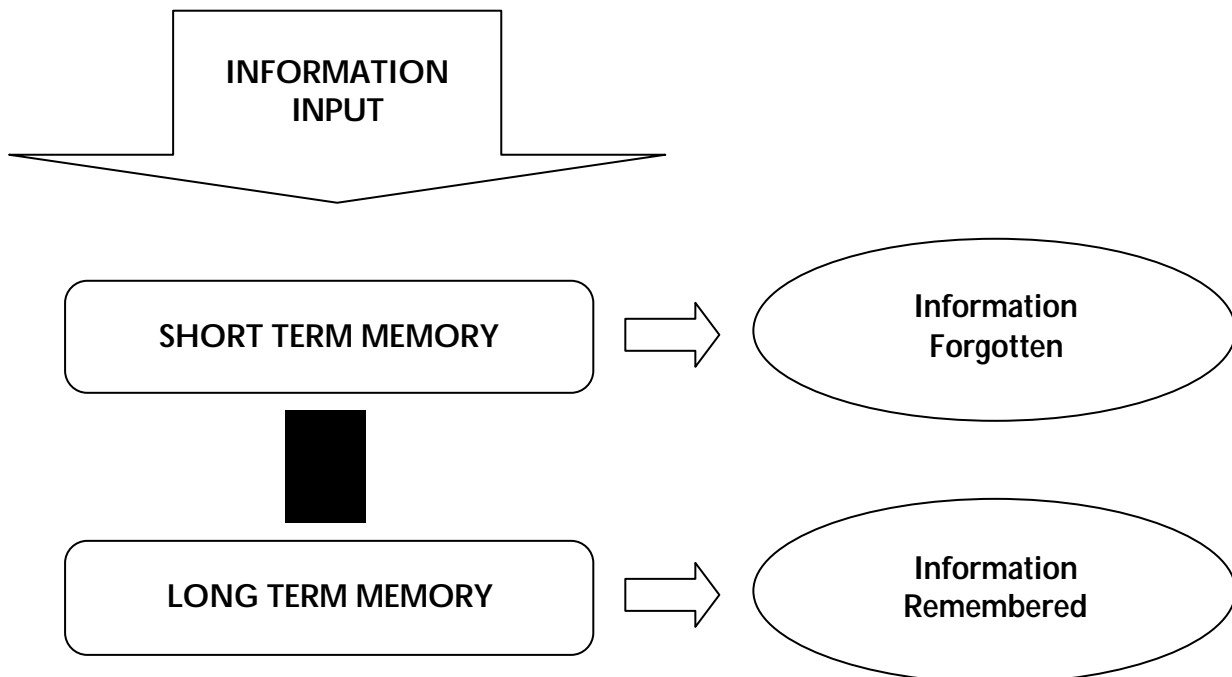 INFORMATION
INPUT
SHORT TERM MEMORY
Information
Forgotten
LONG TERM MEMORY
Information
Remembered